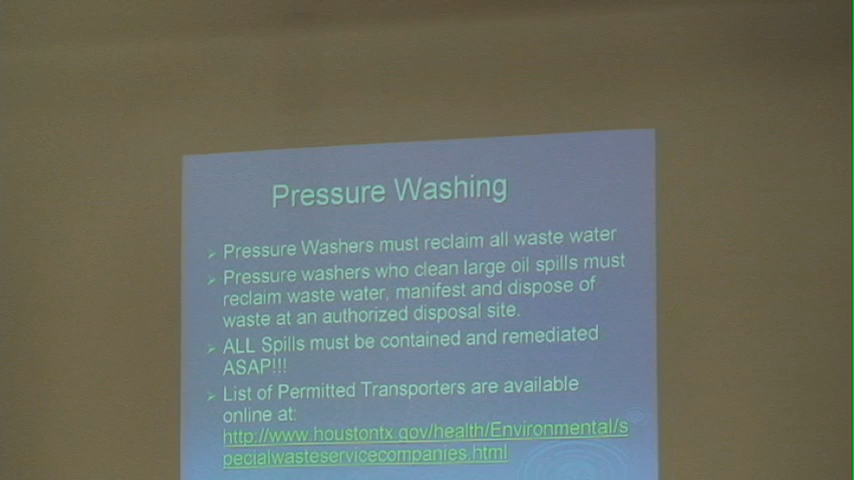 Pressure Washing
➢ Pressure Washers must reclaim all waste water
➢ Pressure washers who clean large oil spills must
reclaim waste water, manifest and dispose of
waste at an authorized disposal site.
➢ ALL Spills must be contained and remediated
ASAP!!!
➢ List of Permitted Transporters are available
online at:
http://www.houstontx.gov/health/Environmental/s
pecialwasteservicecompanies.html